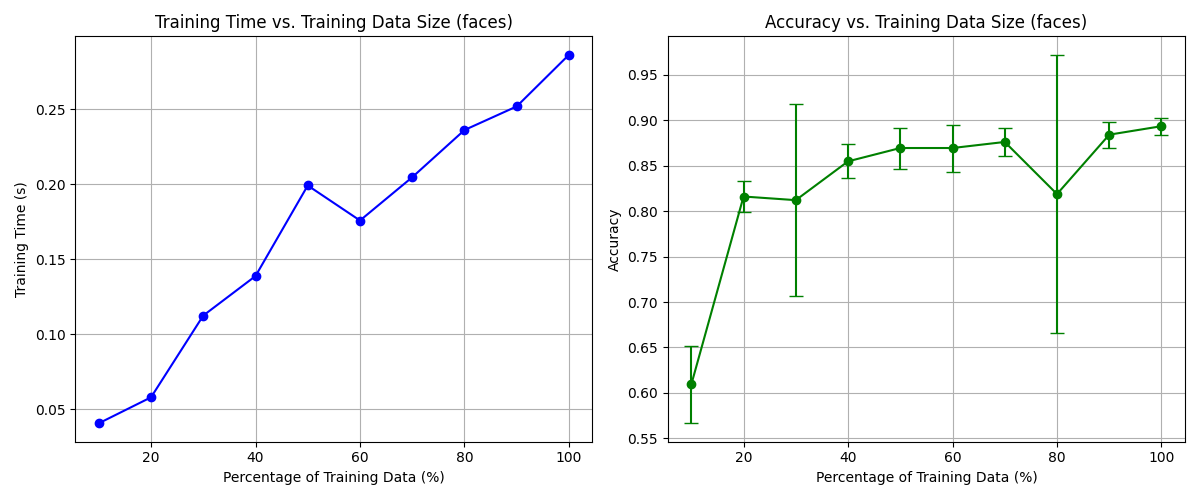 Training Time vs. Training Data Size (faces)
Training Time (s)
0.25
0.20
0.15
0.10
0.05
20 40 60 80 100
Percentage of Training Data (%)
Accuracy vs. Training Data Size (faces)
Accuracy
0.95
0.90
0.85
0.80
0.75
0.70
0.65
0.60
0.55
20 40 60 80 100
Percentage of Training Data (%)